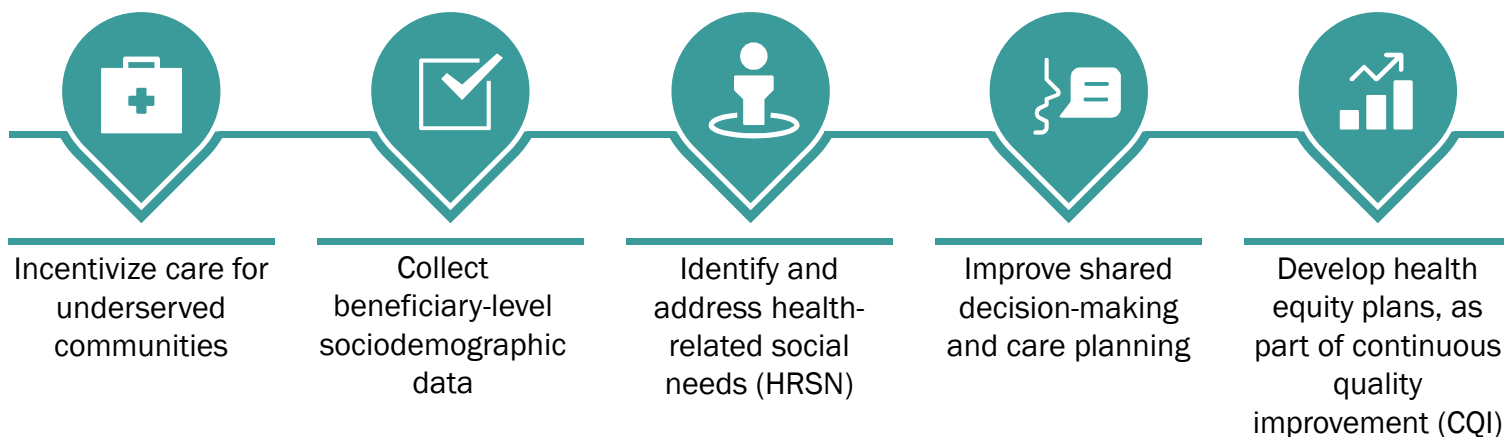 Incentivize care for
underserved
communities
Collect
beneficiary-level
sociodemographic
data
Identify and
address health-
related social
needs (HRSN)
Improve shared
decision-making
and care planning
Develop health
equity plans, as
part of continuous
quality
improvement (CQI)